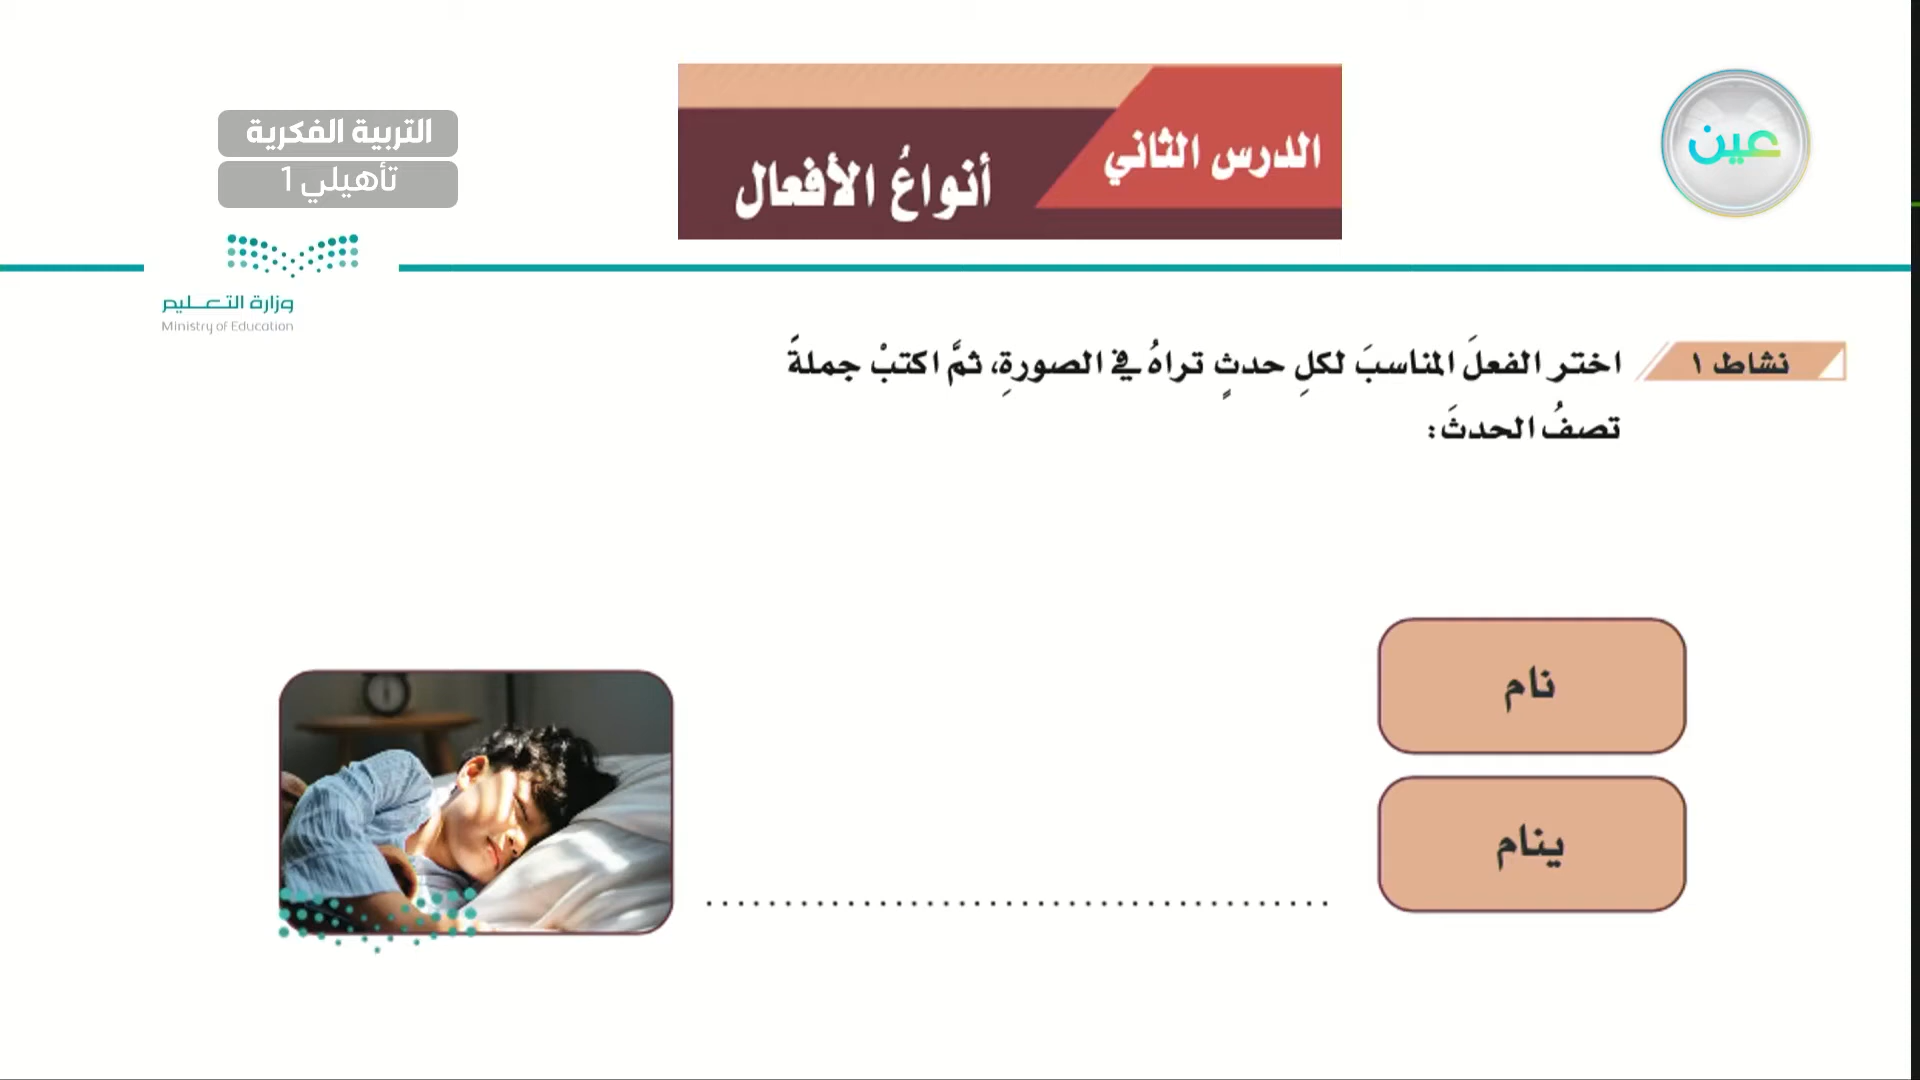 عين
الدرس الثاني
أنواعُ الأفعال
التربية الفكرية
تأهيلي 1
وزارة التعـــليم
Ministry of Education
نشاط ١
اختر الفعلَ المناسبَ لكلِ حدثٍ تراهُ في الصورةِ، ثمَّ اكتبْ جملةً
تصفُ الحدثَ:
نام
ينام